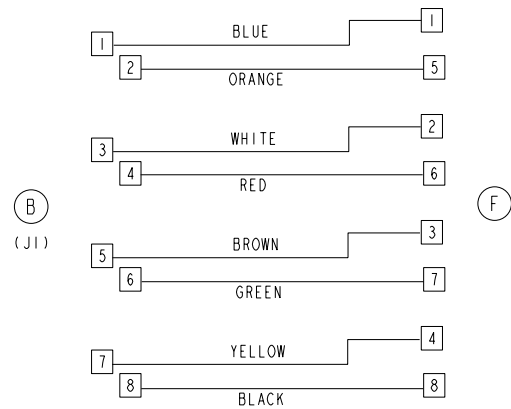 BLUE 1
1
2 5
ORANGE
WHITE 2
3
4 6
RED
B F
(J1)
BROWN 3
5
6 7
GREEN
YELLOW 4
7
8 8
BLACK